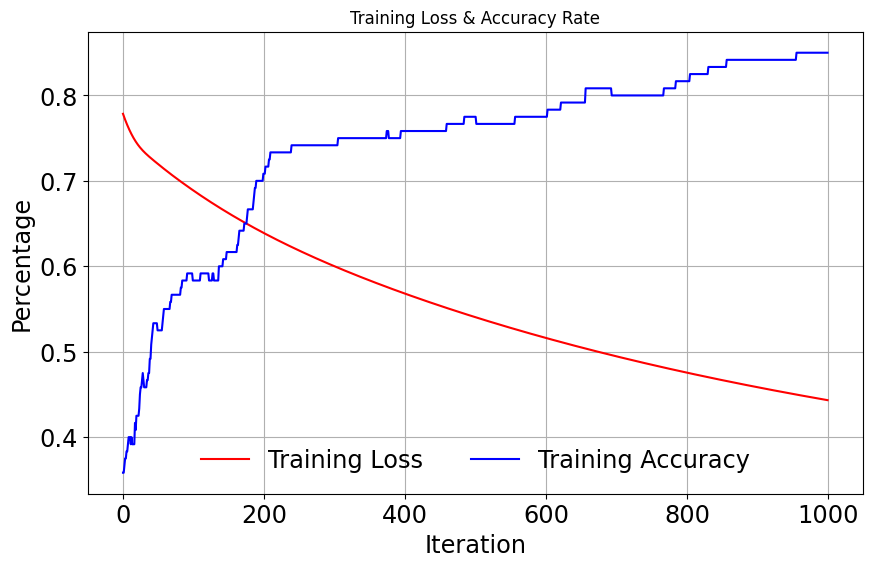 Training Loss & Accuracy Rate
Percentage
0.8
0.7
0.6
0.5
0.4
Training Loss
Training Accuracy
0
200
400
600
800
1000
Iteration